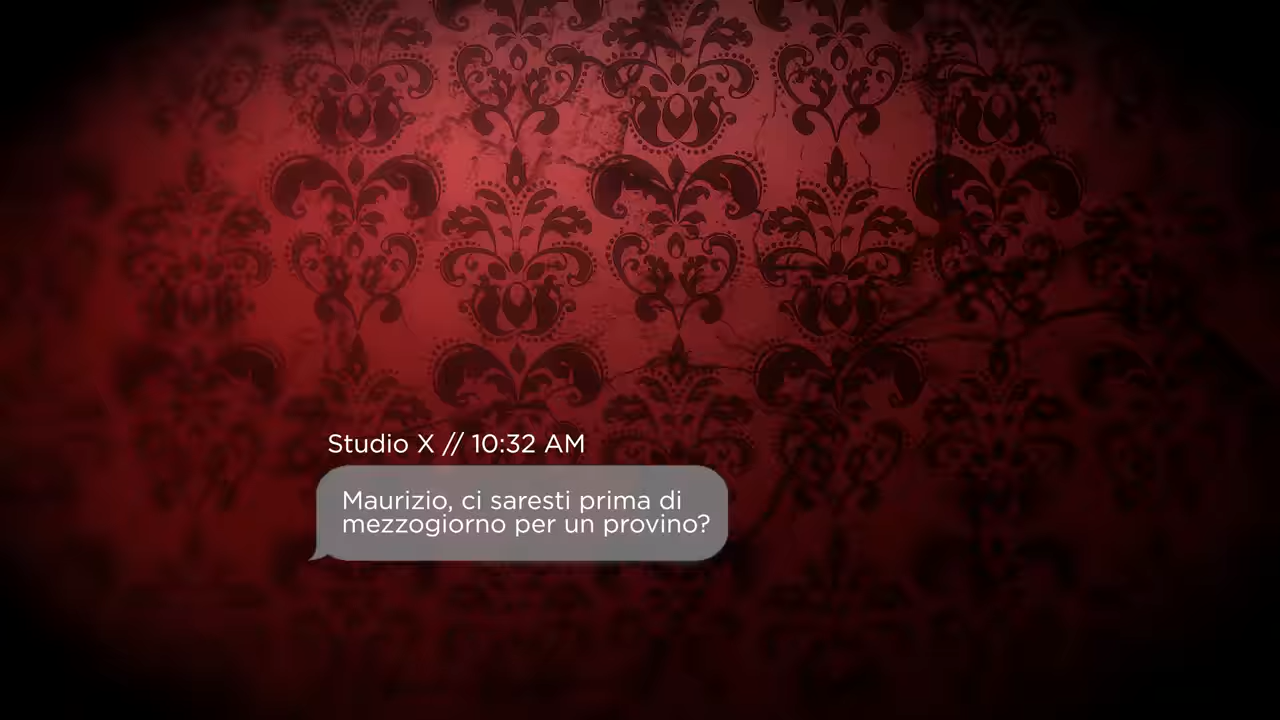 Studio X // 10:32 AM
Maurizio, ci saresti prima di
mezzogiorno per un provino?